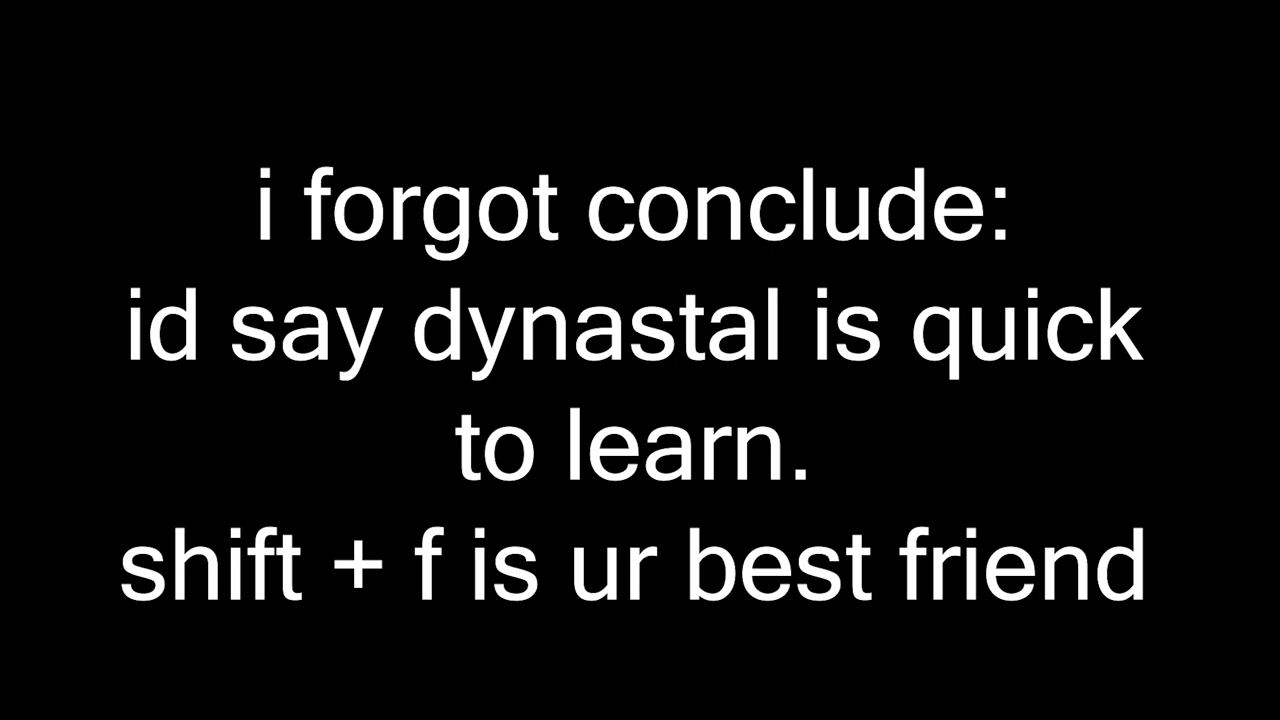 i forgot conclude:
id say dynastal is quick
to learn.
shift + f is ur best friend